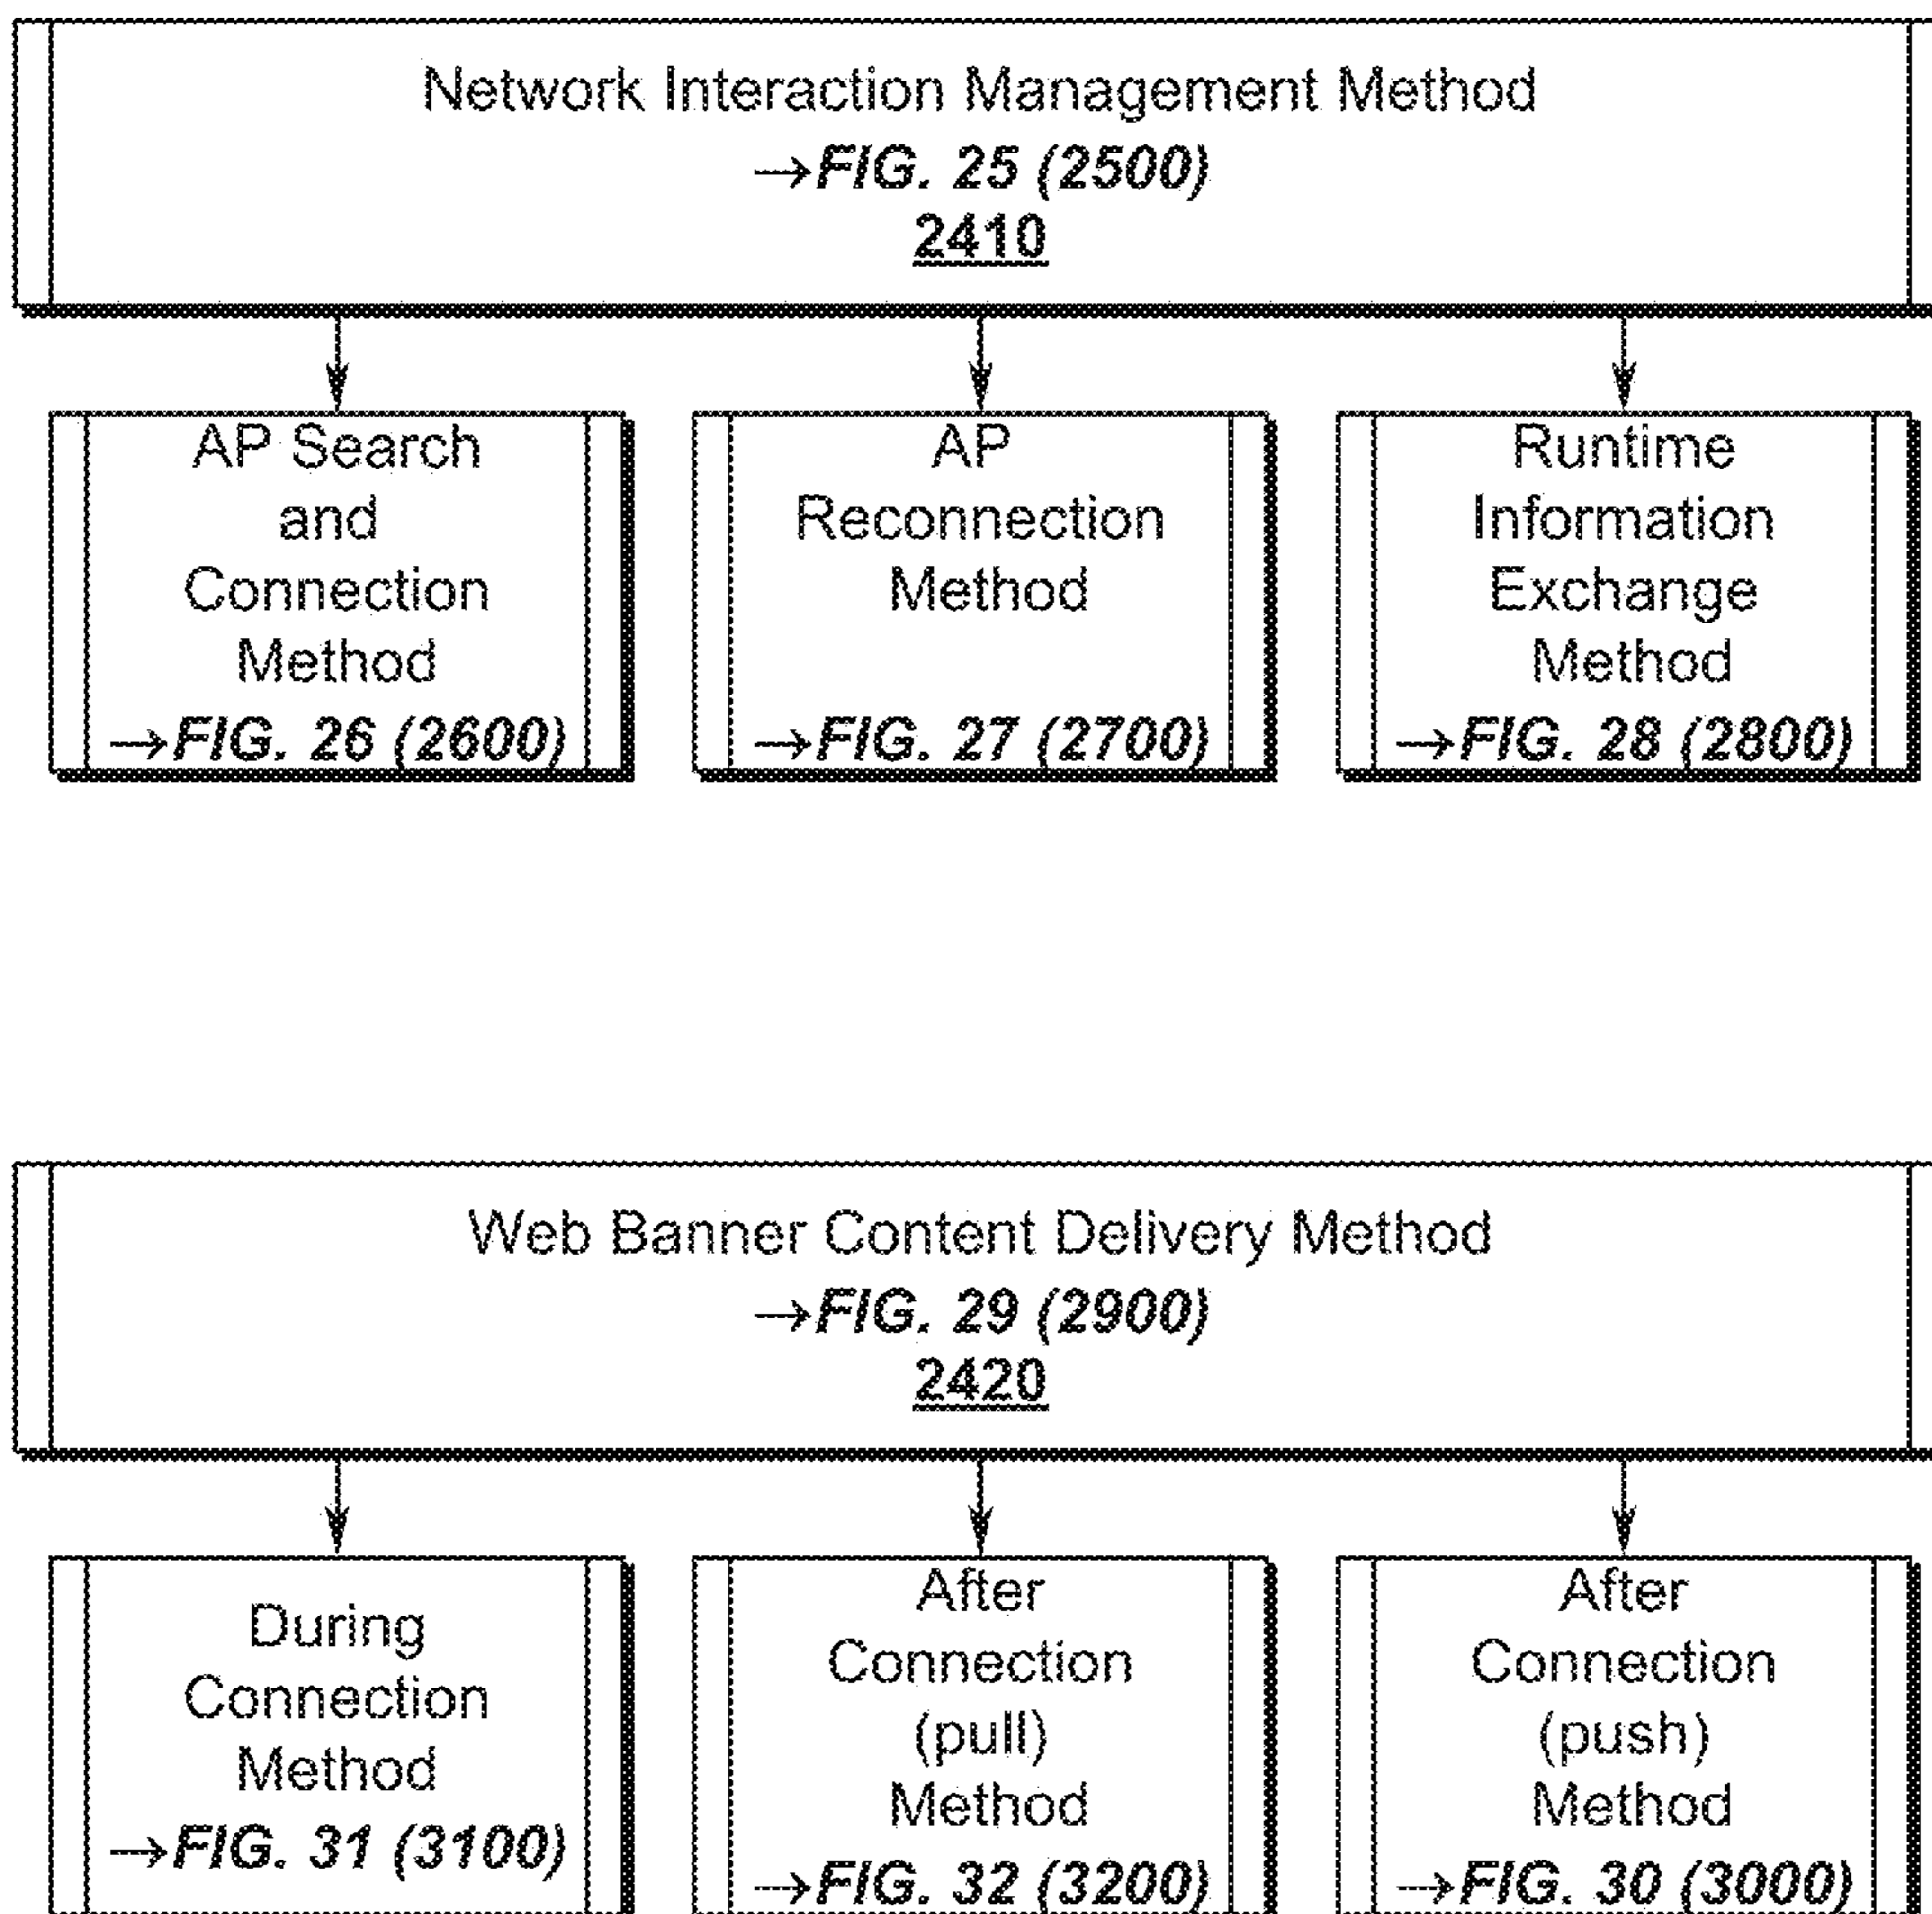 Network Interaction Management Method
→FIG. 25 (2500)
2410
AP Search
and
Connection
Method
→FIG. 26 (2600)
AP
Reconnection
Method
→FIG. 27 (2700)
Runtime
Information
Exchange
Method
→FIG. 28 (2800)
Web Banner Content Delivery Method
→FIG. 29 (2900)
2420
During
Connection
Method
→FIG. 31 (3100)
After
Connection
(pull)
Method
→FIG. 32 (3200)
After
Connection
(push)
Method
→FIG. 30 (3000)